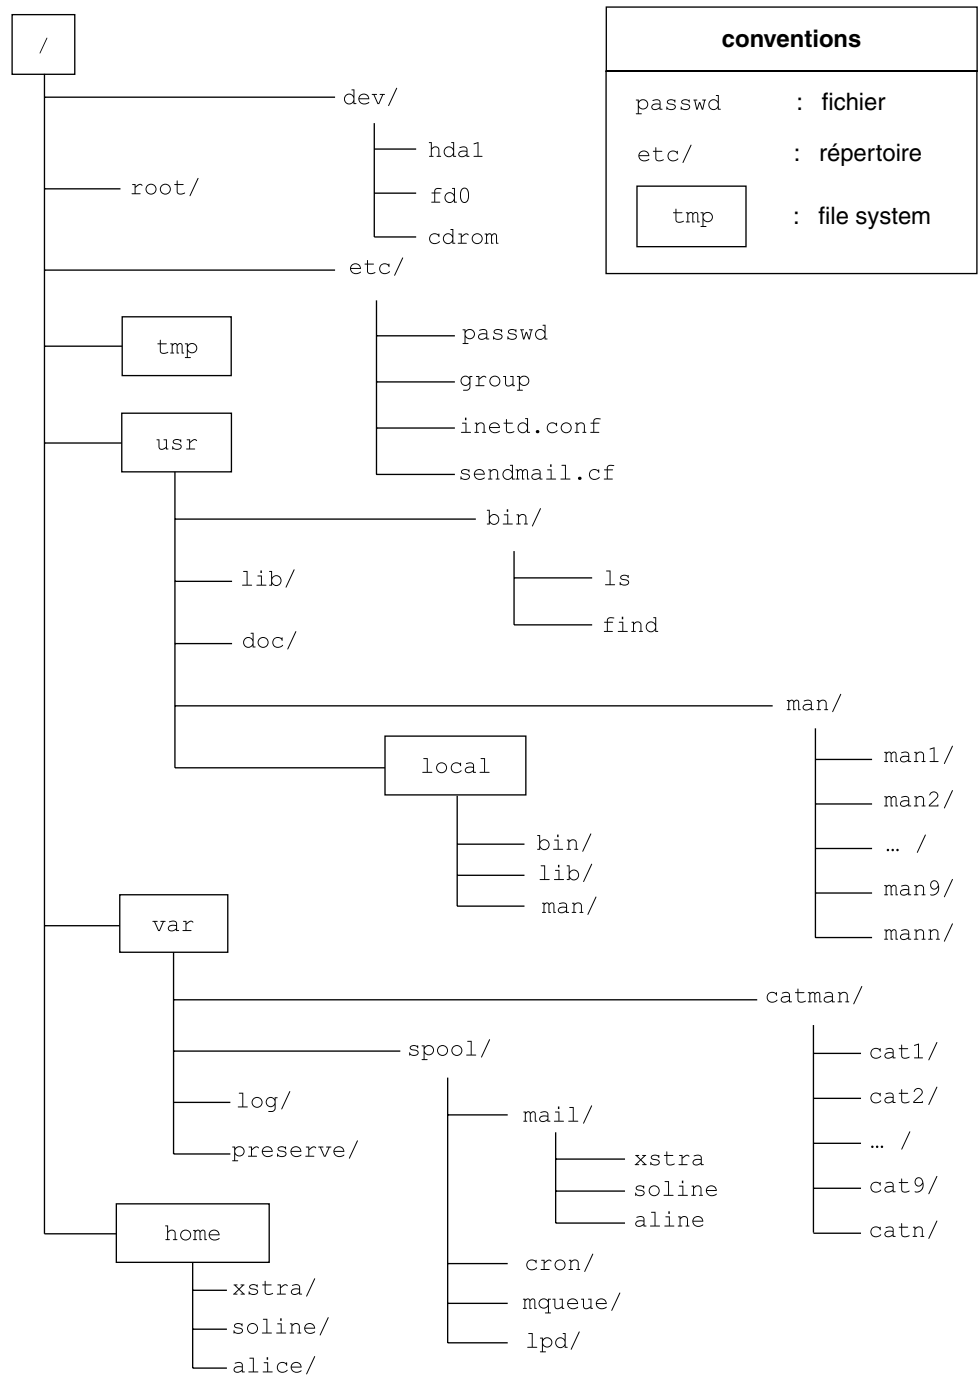 /
conventions
passwd : fichier
etc/ : répertoire
tmp : file system
dev/
hda1
root/
fd0
cdrom
etc/
passwd
tmp
group
inetd.conf
usr
sendmail.cf
bin/
lib/
ls
find
doc/
man/
man1/
local
man2/
bin/
… /
lib/
man9/
man/
var
mann/
catman/
spool/
cat1/
log/
cat2/
mail/
… /
preserve/
xstra
cat9/
soline
aline
catn/
home
cron/
xstra/
mqueue/
soline/
lpd/
alice/